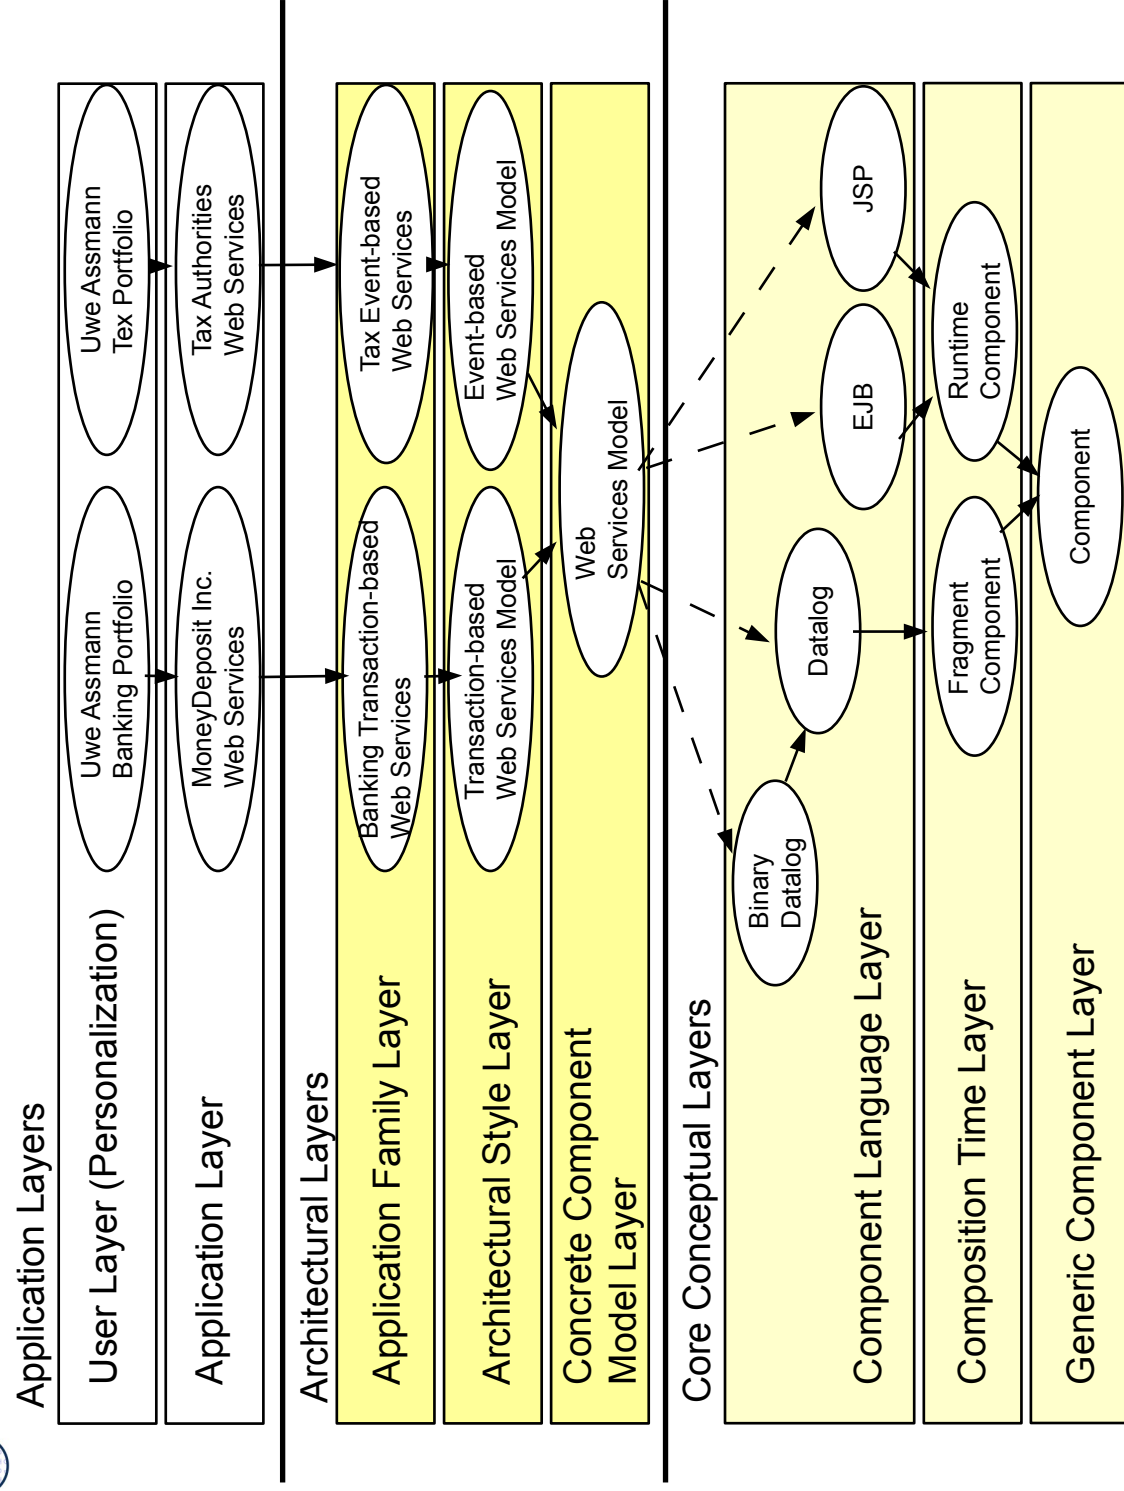 Application Layers
User Layer (Personalization)
Uwe Assmann
Banking Portfolio
Uwe Assmann
Tex Portfolio
Application Layer
MoneyDeposit Inc.
Web Services
Tax Authorities
Web Services
Architectural Layers
Application Family Layer
Banking Transaction-based
Web Services
Tax Event-based
Web Services
Architectural Style Layer
Transaction-based
Web Services Model
Event-based
Web Services Model
Concrete Component
Model Layer
Web
Services Model
Core Conceptual Layers
Component Language Layer
Binary
Datalog
Datalog
EJB
JSP
Composition Time Layer
Fragment
Component
Runtime
Component
Generic Component Layer
Component